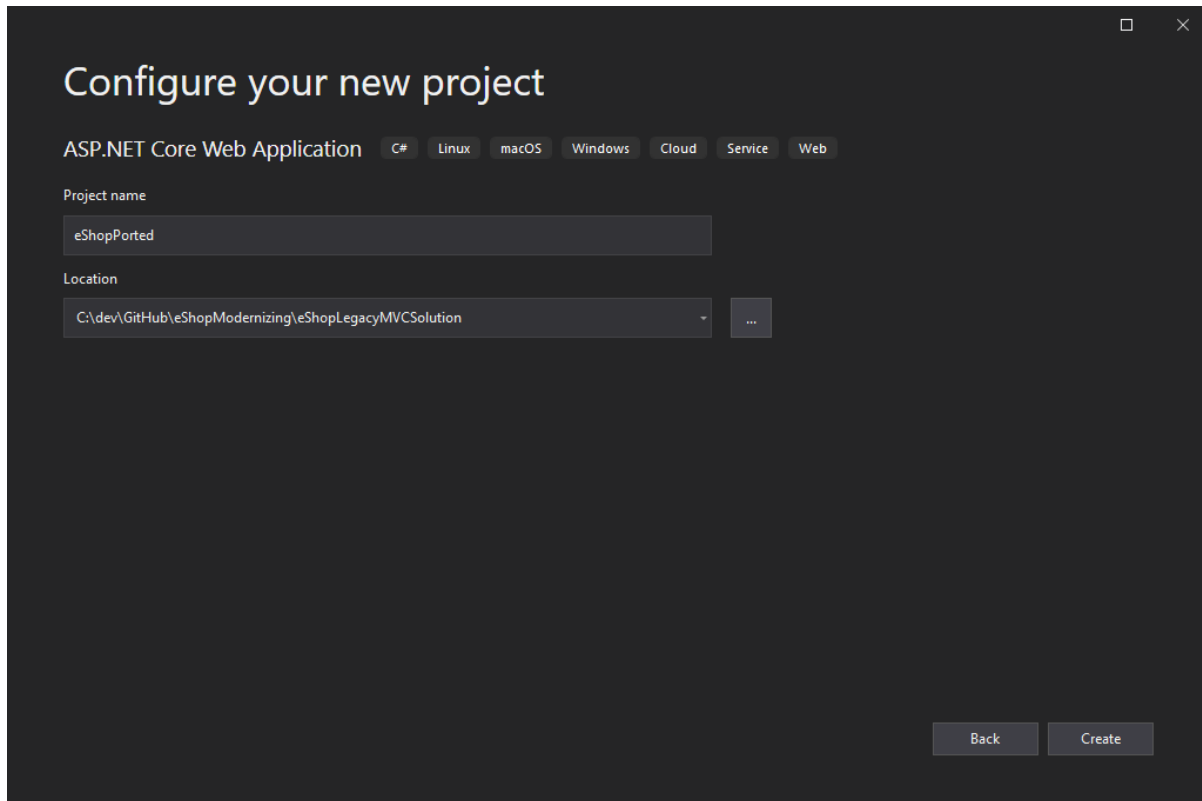 Configure your new project
ASP.NET Core Web Application C# Linux macOS Windows Cloud Service Web
Project name
eShopPorted
Location
C:\dev\GitHub\eShopModernizing\eShopLegacyMVCSolution ...
Back Create